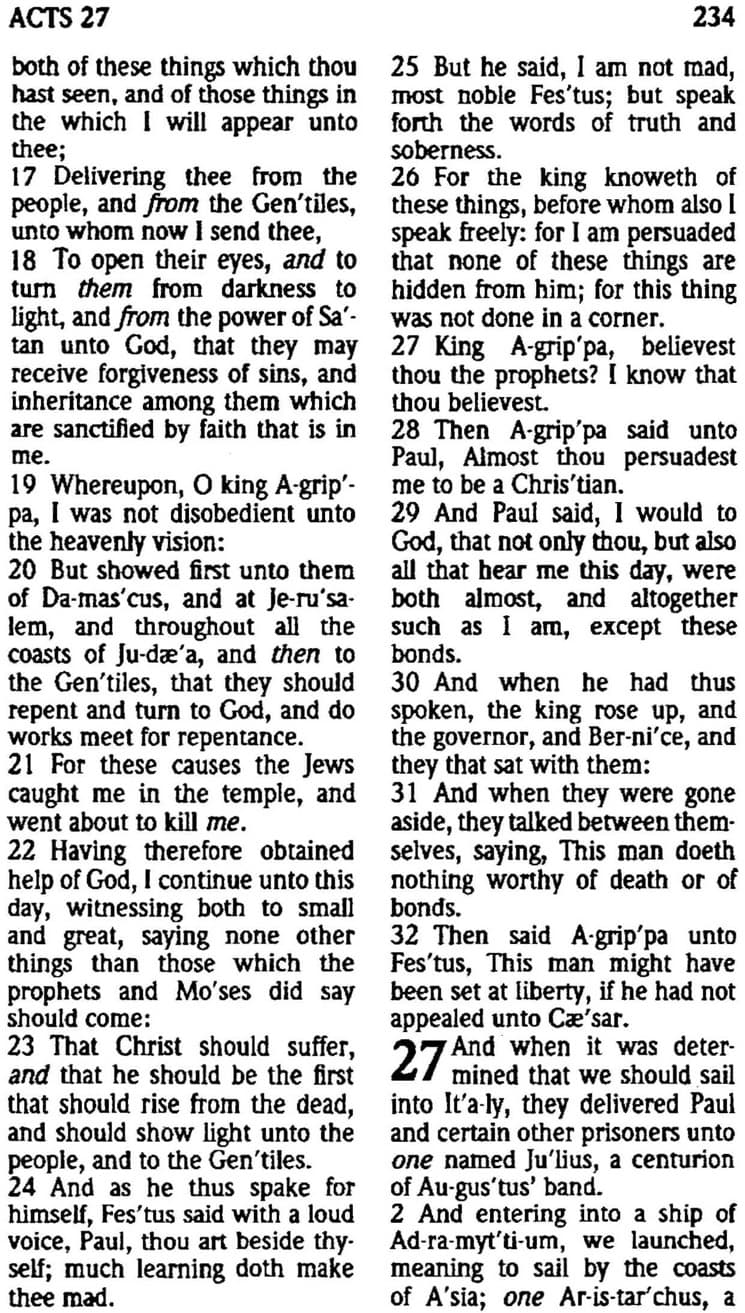 ACTS 27
234
both of these things which thou
hast seen, and of those things in
the which I will appear unto
thee;
17 Delivering thee from the
people, and from the Gen'tiles,
unto whom now I send thee,
18 To open their eyes, and to
turn them from darkness to
light, and from the power of Sa'-
tan unto God, that they may
receive forgiveness of sins, and
inheritance among them which
are sanctified by faith that is in
me.
19 Whereupon, O king A-grip'-
pa, I was not disobedient unto
the heavenly vision:
20 But showed first unto them
of Da-mas'cus, and at Je-ru'sa-
lem, and throughout all the
coasts of Ju-dæ'a, and then to
the Gen'tiles, that they should
repent and turn to God, and do
works meet for repentance.
21 For these causes the Jews
caught me in the temple, and
went about to kill me.
22 Having therefore obtained
help of God, I continue unto this
day, witnessing both to small
and great, saying none other
things than those which the
prophets and Mo'ses did say
should come:
23 That Christ should suffer,
and that he should be the first
that should rise from the dead,
and should show light unto the
people, and to the Gen'tiles.
24 And as he thus spake for
himself, Fes'tus said with a loud
voice, Paul, thou art beside thy-
self; much learning doth make
thee mad.
25 But he said, I am not mad,
most noble Fes'tus; but speak
forth the words of truth and
soberness.
26 For the king knoweth of
these things, before whom also I
speak freely: for I am persuaded
that none of these things are
hidden from him; for this thing
was not done in a corner.
27 King A-grip'pa, believest
thou the prophets? I know that
thou believest.
28 Then A-grip'pa said unto
Paul, Almost thou persuadest
me to be a Chris'tian.
29 And Paul said, I would to
God, that not only thou, but also
all that hear me this day, were
both almost, and altogether
such as I am, except these
bonds.
30 And when he had thus
spoken, the king rose up, and
the governor, and Ber-ni'ce, and
they that sat with them:
31 And when they were gone
aside, they talked between them-
selves, saying, This man doeth
nothing worthy of death or of
bonds.
32 Then said A-grip'pa unto
Fes'tus, This man might have
been set at liberty, if he had not
appealed unto Cæ'sar.
27 And when it was deter-
mined that we should sail
into It'a-ly, they delivered Paul
and certain other prisoners unto
one named Ju'lius, a centurion
of Au-gus'tus' band.
2 And entering into a ship of
Ad-ra-myt'ti-um, we launched,
meaning to sail by the coasts
of A'sia; one Ar-is-tar'chus, a